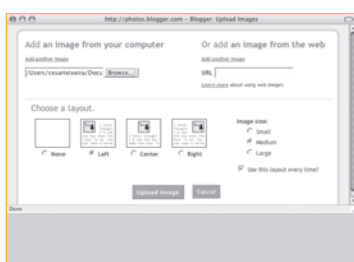 http://photos.blogger.com - Blogger: Upload Images
Add an image from your computer
Or add an image from the web
Add another image
Add another image
/Users/cesarteixeira/Docu Browse...
URL
Learn more about using web images
Choose a layout.
Image size:
Small
Medium
Large
None
Left
Center
Right
Use this layout every time?
Upload Image
Cancel
Done